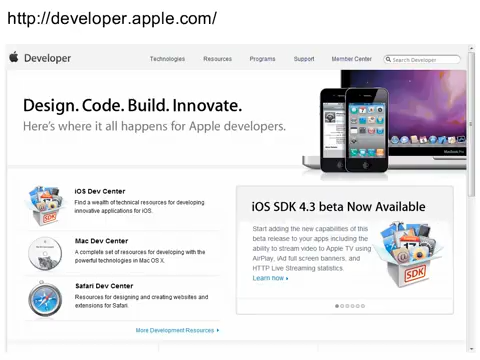 http://developer.apple.com/
Developer
Technologies Resources Programs Support Member Center Search Developer
Design. Code. Build. Innovate.
Here's where it all happens for Apple developers.
MacBook Pro
iOS Dev Center
Find a wealth of technical resources for developing
innovative applications for iOS.
SDK
Mac Dev Center
A complete set of resources for developing with the
powerful technologies in Mac OS X.
Safari Dev Center
Resources for designing and creating websites and
extensions for Safari.
More Development Resources
iOS SDK 4.3 beta Now Available
Start adding the new capabilities of this
beta release to your apps including the
ability to stream video to Apple TV using
AirPlay, iAd full screen banners, and
HTTP Live Streaming statistics.
Learn now
17
SDK